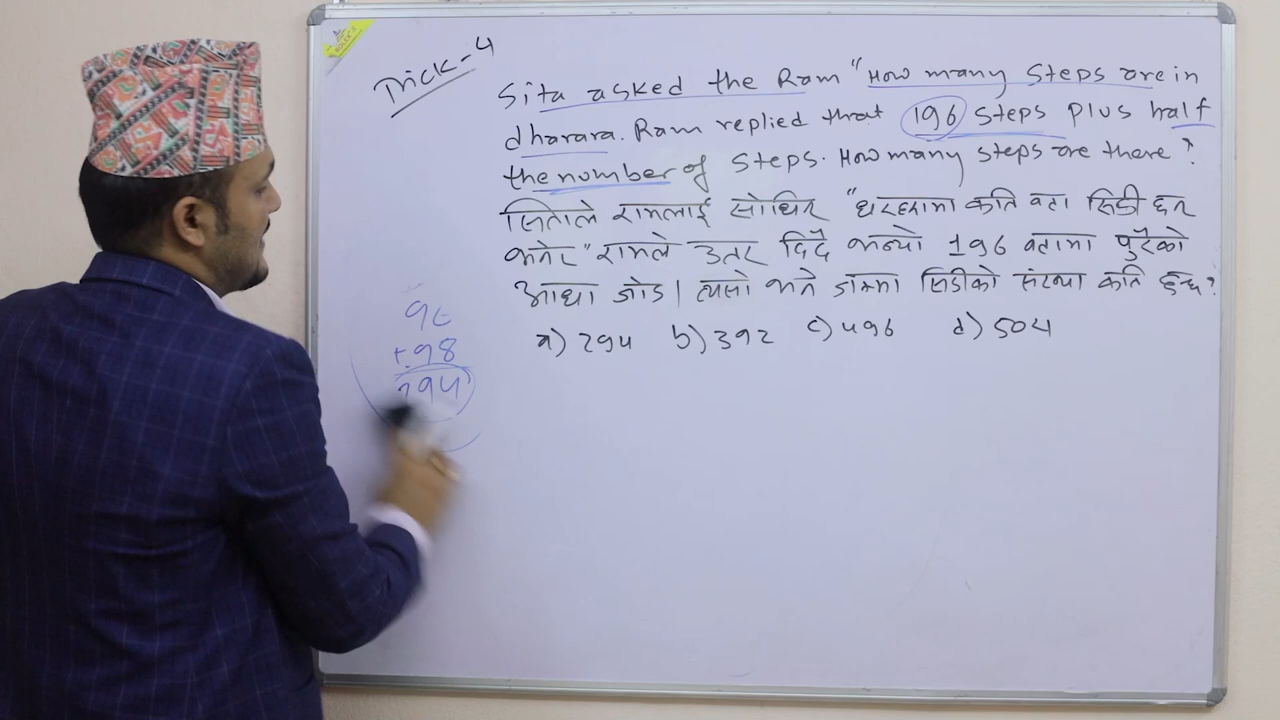 Trick-4
Sita asked the Ram "How many Steps are in
dharara. Ram replied that 196 Steps plus half
the number of Steps. How many steps are there?
सिताले रामलाई सोधिन् "धरहरामा कति वटा सिडी छन्
भनेर" रामले उत्तर दिदै भन्यो 196 वटामा पुरैको
आधा जोड। त्यसो भने जम्मा सिडीको संख्या कति हुन्छ?
a) 294 b) 392 c) 496 d) 504
+98
294